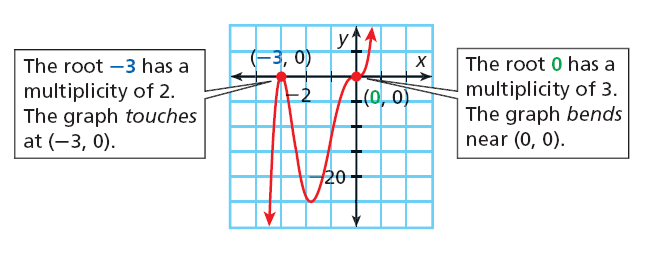 The root −3 has a
multiplicity of 2.
The graph touches
at (−3, 0).
y
(−3, 0)
x
−2
(0, 0)
−20
The root 0 has a
multiplicity of 3.
The graph bends
near (0, 0).